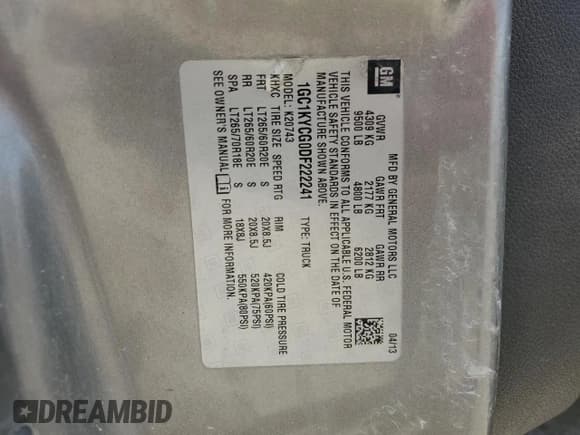 GM
MFD BY GENERAL MOTORS LLC
04/13
GVWR GAWR FRT GAWR RR
4309 KG 2177 KG 2812 KG
9500 LB 4800 LB 6200 LB
THIS VEHICLE CONFORMS TO ALL APPLICABLE U.S. FEDERAL MOTOR
VEHICLE SAFETY STANDARDS IN EFFECT ON THE DATE OF
MANUFACTURE SHOWN ABOVE.
1GC1KYCG0DF222241 TYPE: TRUCK
MODEL: K20743
KHXC TIRE SIZE SPEED RTG RIM COLD TIRE PRESSURE
FRT LT265/60R20E S 20X8.5J 420KPA(60PSI)
RR LT265/60R20E S 20X8.5J 520KPA(75PSI)
SPA LT265/70R18E S 18X8J 550KPA(80PSI)
SEE OWNER'S MANUAL FOR MORE INFORMATION.
DREAMBID